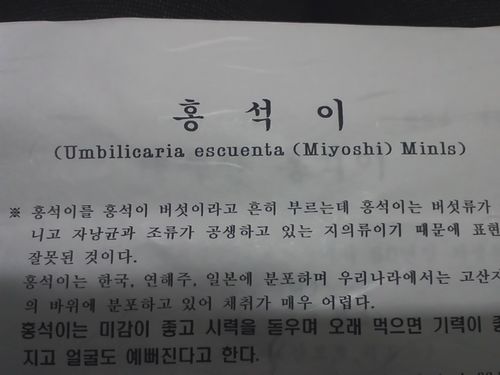 홍 석 이
(Umbilicaria escuenta (Miyoshi) Minls)
※ 홍석이를 홍석이 버섯이라고 흔히 부르는데 홍석이는 버섯류가
니고 자낭균과 조류가 공생하고 있는 지의류이기 때문에 표현
잘못된 것이다.
홍석이는 한국, 연해주, 일본에 분포하며 우리나라에서는 고산지
의 바위에 분포하고 있어 채취가 매우 어렵다.
홍석이는 미감이 좋고 시력을 돋우며 오래 먹으면 기력이 좋
지고 얼굴도 예뻐진다고 한다.